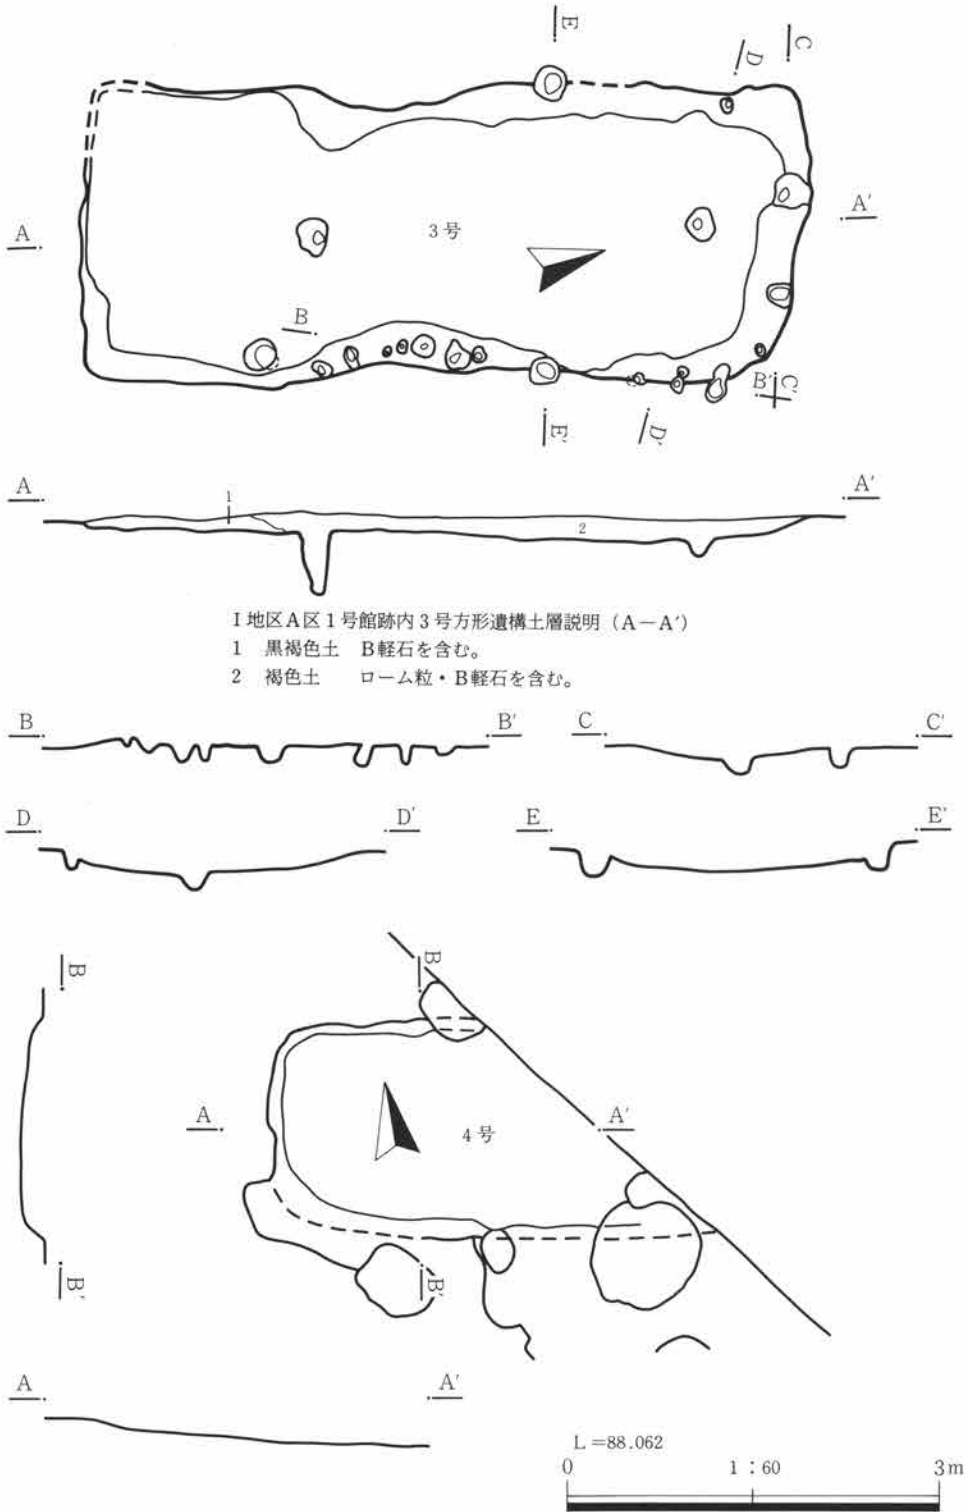 E
C
D
A
3号
A'
B
B'
C'
E'
D'
A
A'
1
2
I地区A区1号館跡内3号方形遺構土層説明（A－A'）
1 黒褐色土 B軽石を含む。
2 褐色土 ローム粒・B軽石を含む。
B
B'
C
C'
D
D'
E
E'
B
B
A
A'
4号
B'
B'
A
A'
L=88.062
0
1：60
3m